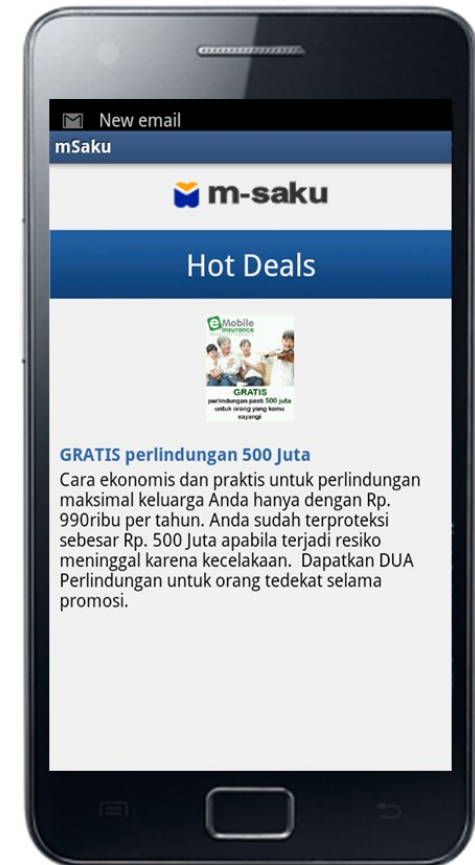 New email
mSaku
m-saku
Hot Deals
eMobile
Insurance
GRATIS
perlindungan pasti 500 juta
untuk orang yang kamu
sayangi
GRATIS perlindungan 500 Juta
Cara ekonomis dan praktis untuk perlindungan
maksimal keluarga Anda hanya dengan Rp.
990ribu per tahun. Anda sudah terproteksi
sebesar Rp. 500 Juta apabila terjadi resiko
meninggal karena kecelakaan.  Dapatkan DUA
Perlindungan untuk orang tedekat selama
promosi.